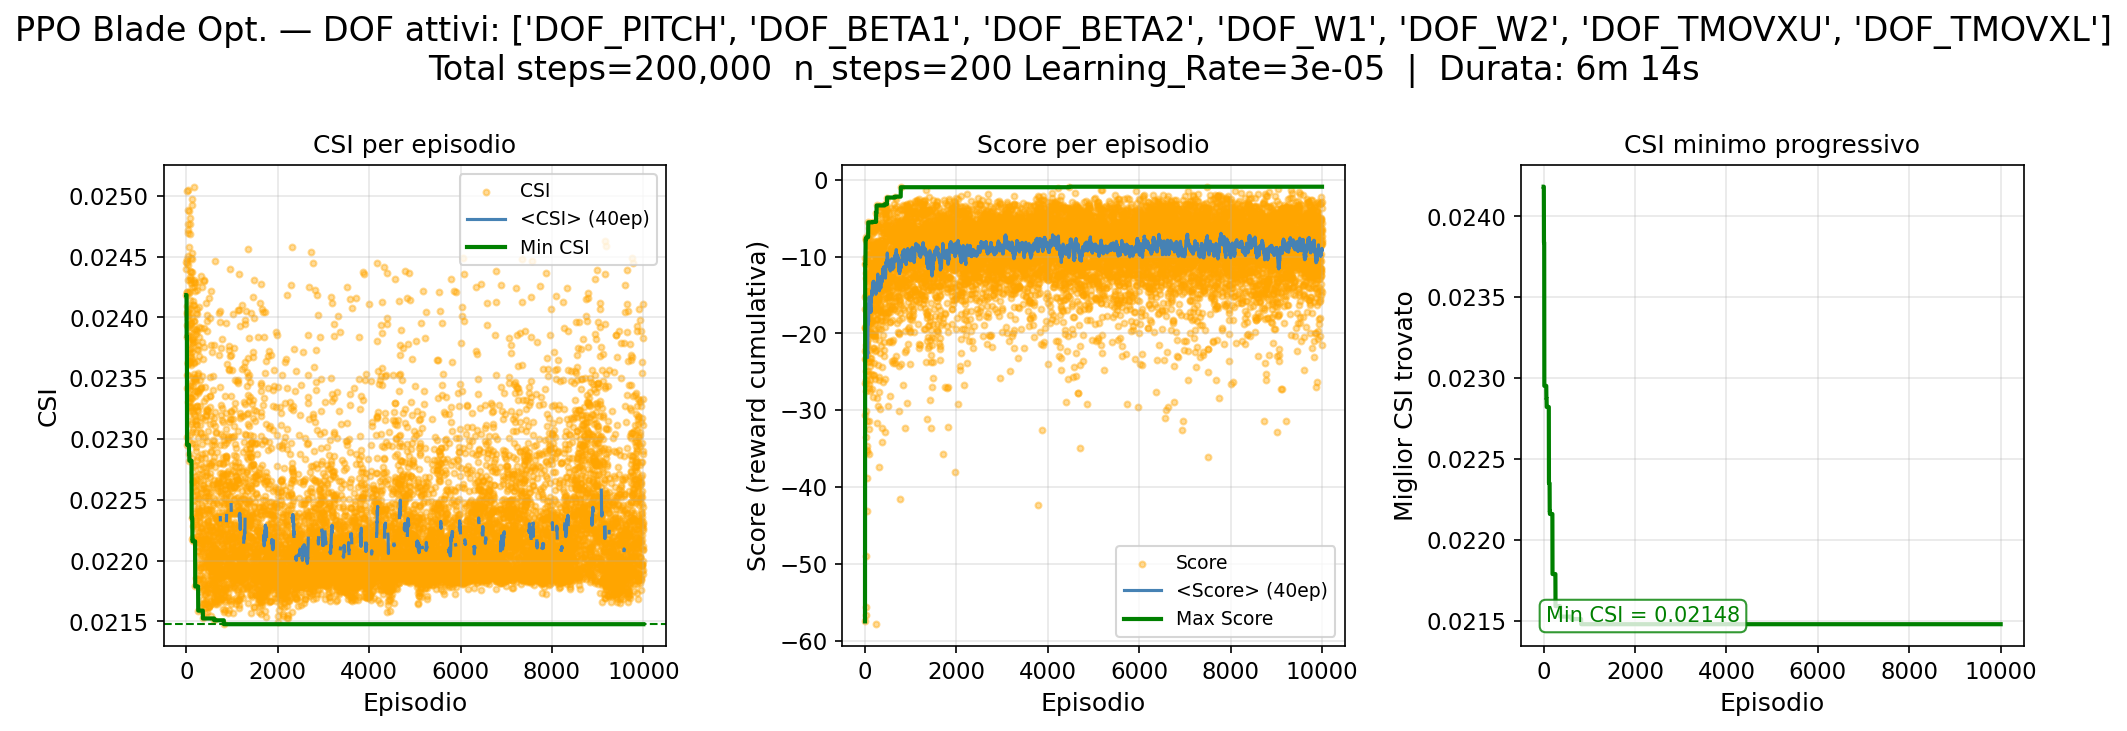 PPO Blade Opt. — DOF attivi: ['DOF_PITCH', 'DOF_BETA1', 'DOF_BETA2', 'DOF_W1', 'DOF_W2', 'DOF_TMOVXU', 'DOF_TMOVXL']
Total steps=200,000  n_steps=200 Learning_Rate=3e-05  |  Durata: 6m 14s
CSI per episodio
CSI
0.0250
0.0245
0.0240
0.0235
0.0230
0.0225
0.0220
0.0215
CSI
<CSI> (40ep)
Min CSI
0
2000
4000
6000
8000
10000
Episodio
Score per episodio
Score (reward cumulativa)
0
−10
−20
−30
−40
−50
−60
Score
<Score> (40ep)
Max Score
0
2000
4000
6000
8000
10000
Episodio
CSI minimo progressivo
Miglior CSI trovato
0.0240
0.0235
0.0230
0.0225
0.0220
0.0215
Min CSI = 0.02148
0
2000
4000
6000
8000
10000
Episodio